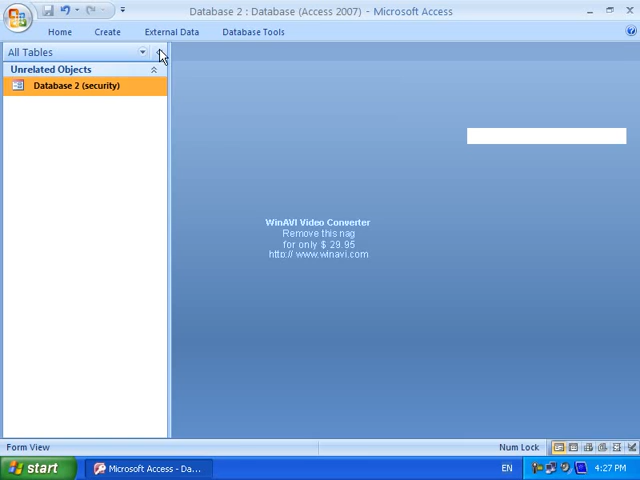 Database 2 : Database (Access 2007) - Microsoft Access
Home Create External Data Database Tools
All Tables
Unrelated Objects
Database 2 (security)
WinAVI Video Converter
Remove this nag
for only $ 29.95
http:// www.winavi.com
Form View Num Lock
start Microsoft Access - Da... EN 4:27 PM